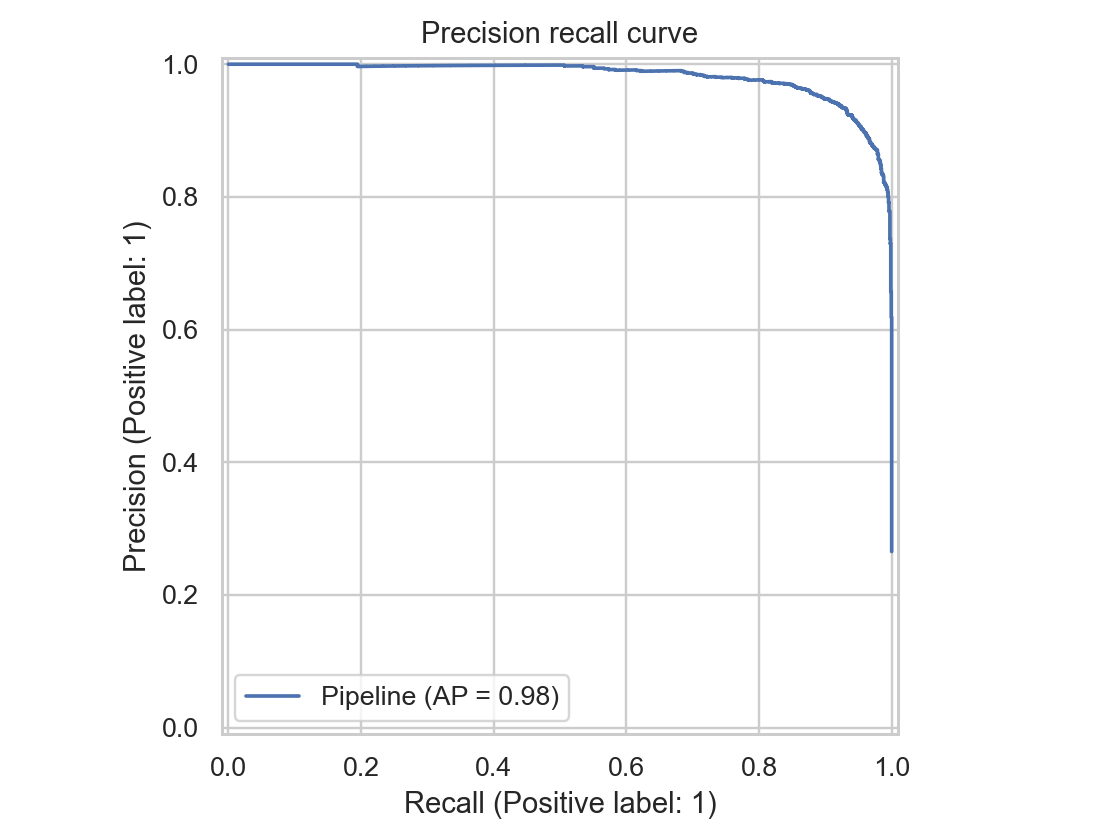 Precision recall curve
1.0
0.8
0.6
0.4
0.2
0.0
Precision (Positive label: 1)
Pipeline (AP = 0.98)
0.0 0.2 0.4 0.6 0.8 1.0
Recall (Positive label: 1)